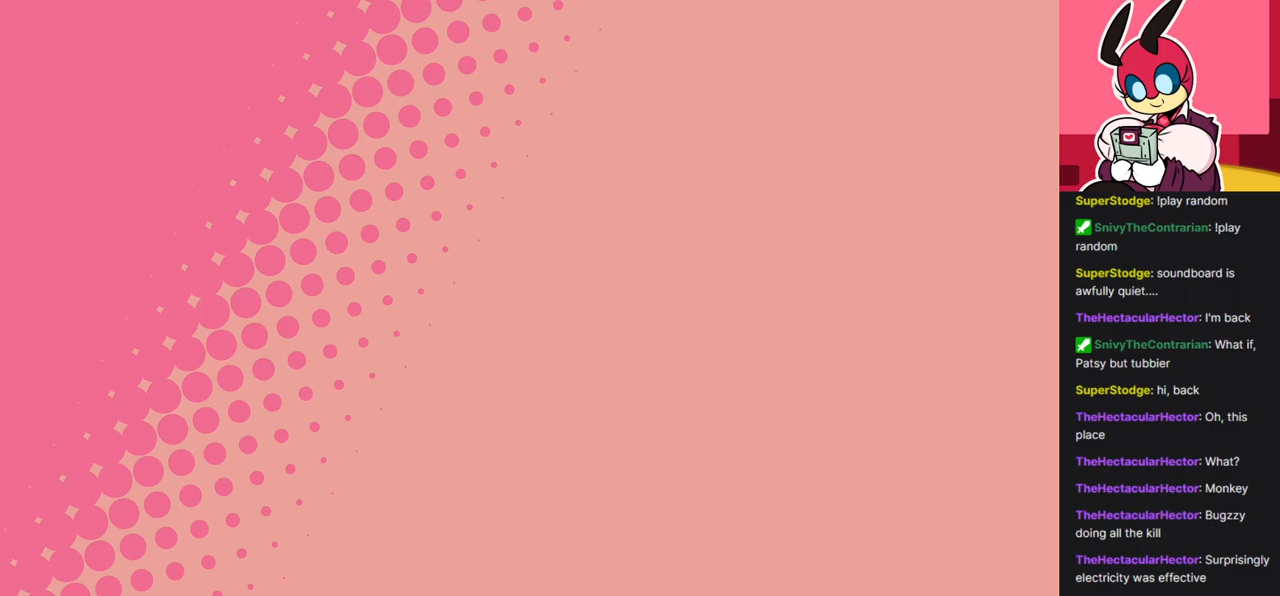 SuperStodge: !play random
SnivyTheContrarian: !play
random
SuperStodge: soundboard is
awfully quiet....
TheHectacularHector: I'm back
SnivyTheContrarian: What if,
Patsy but tubbier
SuperStodge: hi, back
TheHectacularHector: Oh, this
place
TheHectacularHector: What?
TheHectacularHector: Monkey
TheHectacularHector: Bugzzy
doing all the kill
TheHectacularHector: Surprisingly
electricity was effective